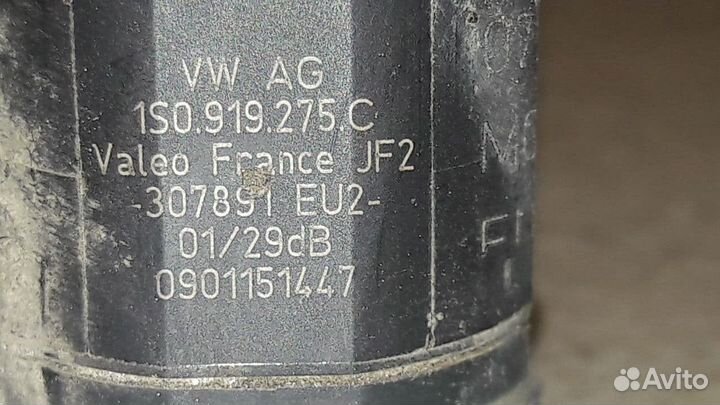 VW AG
1S0.919.275.C
Valeo France JF2
-307891 EU2-
01/29dB
0901151447
Avito